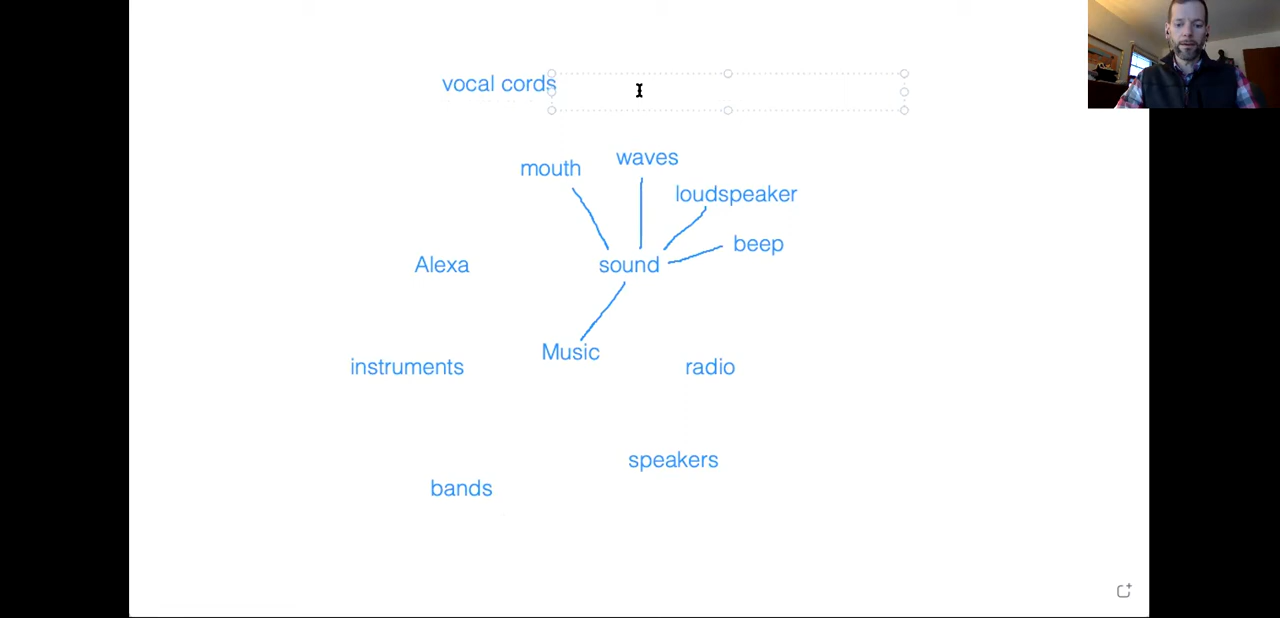 vocal cords
waves
mouth
loudspeaker
beep
Alexa
sound
Music
instruments
radio
speakers
bands